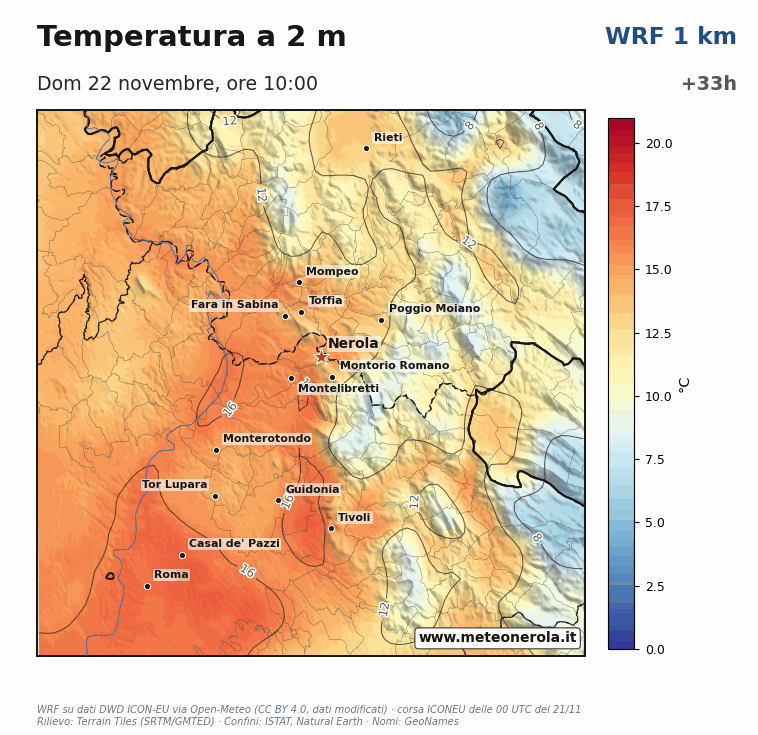 Temperatura a 2 m
WRF 1 km
Dom 22 novembre, ore 10:00
+33h
12
8
8
8
Rieti
20.0
12
17.5
12
Mompeo
15.0
Fara in Sabina
Toffia
Poggio Moiano
Nerola
12.5
Montorio Romano
Montelibretti
10.0
°C
16
Monterotondo
7.5
Tor Lupara
Guidonia
16
12
Tivoli
5.0
8
Casal de' Pazzi
16
Roma
2.5
12
www.meteonerola.it
0.0
WRF su dati DWD ICON-EU via Open-Meteo (CC BY 4.0, dati modificati) · corsa ICONEU delle 00 UTC del 21/11
Rilievo: Terrain Tiles (SRTM/GMTED) · Confini: ISTAT, Natural Earth · Nomi: GeoNames